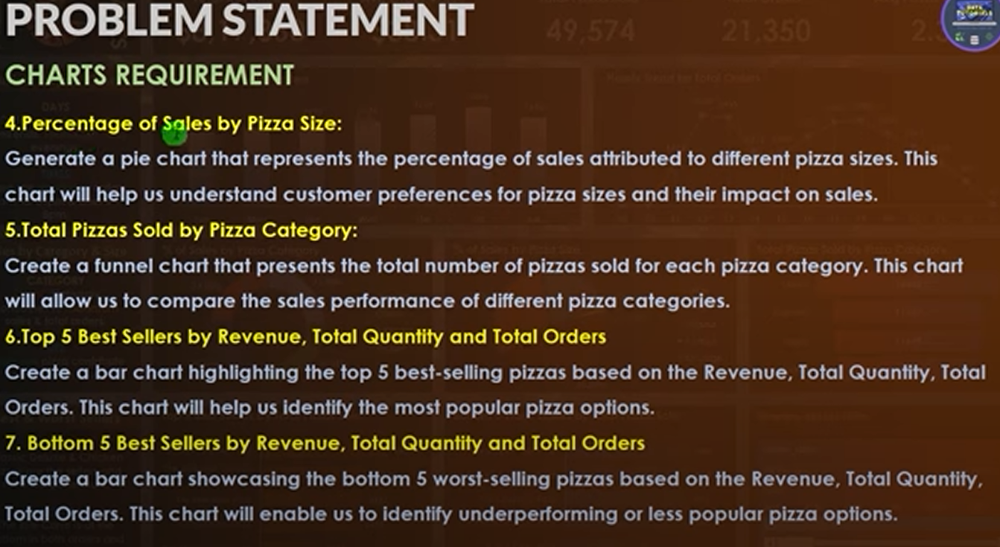 PROBLEM STATEMENT
49,574
21,350
CHARTS REQUIREMENT
4.Percentage of Sales by Pizza Size:
Generate a pie chart that represents the percentage of sales attributed to different pizza sizes. This
chart will help us understand customer preferences for pizza sizes and their impact on sales.
5.Total Pizzas Sold by Pizza Category:
Create a funnel chart that presents the total number of pizzas sold for each pizza category. This chart
will allow us to compare the sales performance of different pizza categories.
6.Top 5 Best Sellers by Revenue, Total Quantity and Total Orders
Create a bar chart highlighting the top 5 best-selling pizzas based on the Revenue, Total Quantity, Total
Orders. This chart will help us identify the most popular pizza options.
7. Bottom 5 Best Sellers by Revenue, Total Quantity and Total Orders
Create a bar chart showcasing the bottom 5 worst-selling pizzas based on the Revenue, Total Quantity,
Total Orders. This chart will enable us to identify underperforming or less popular pizza options.